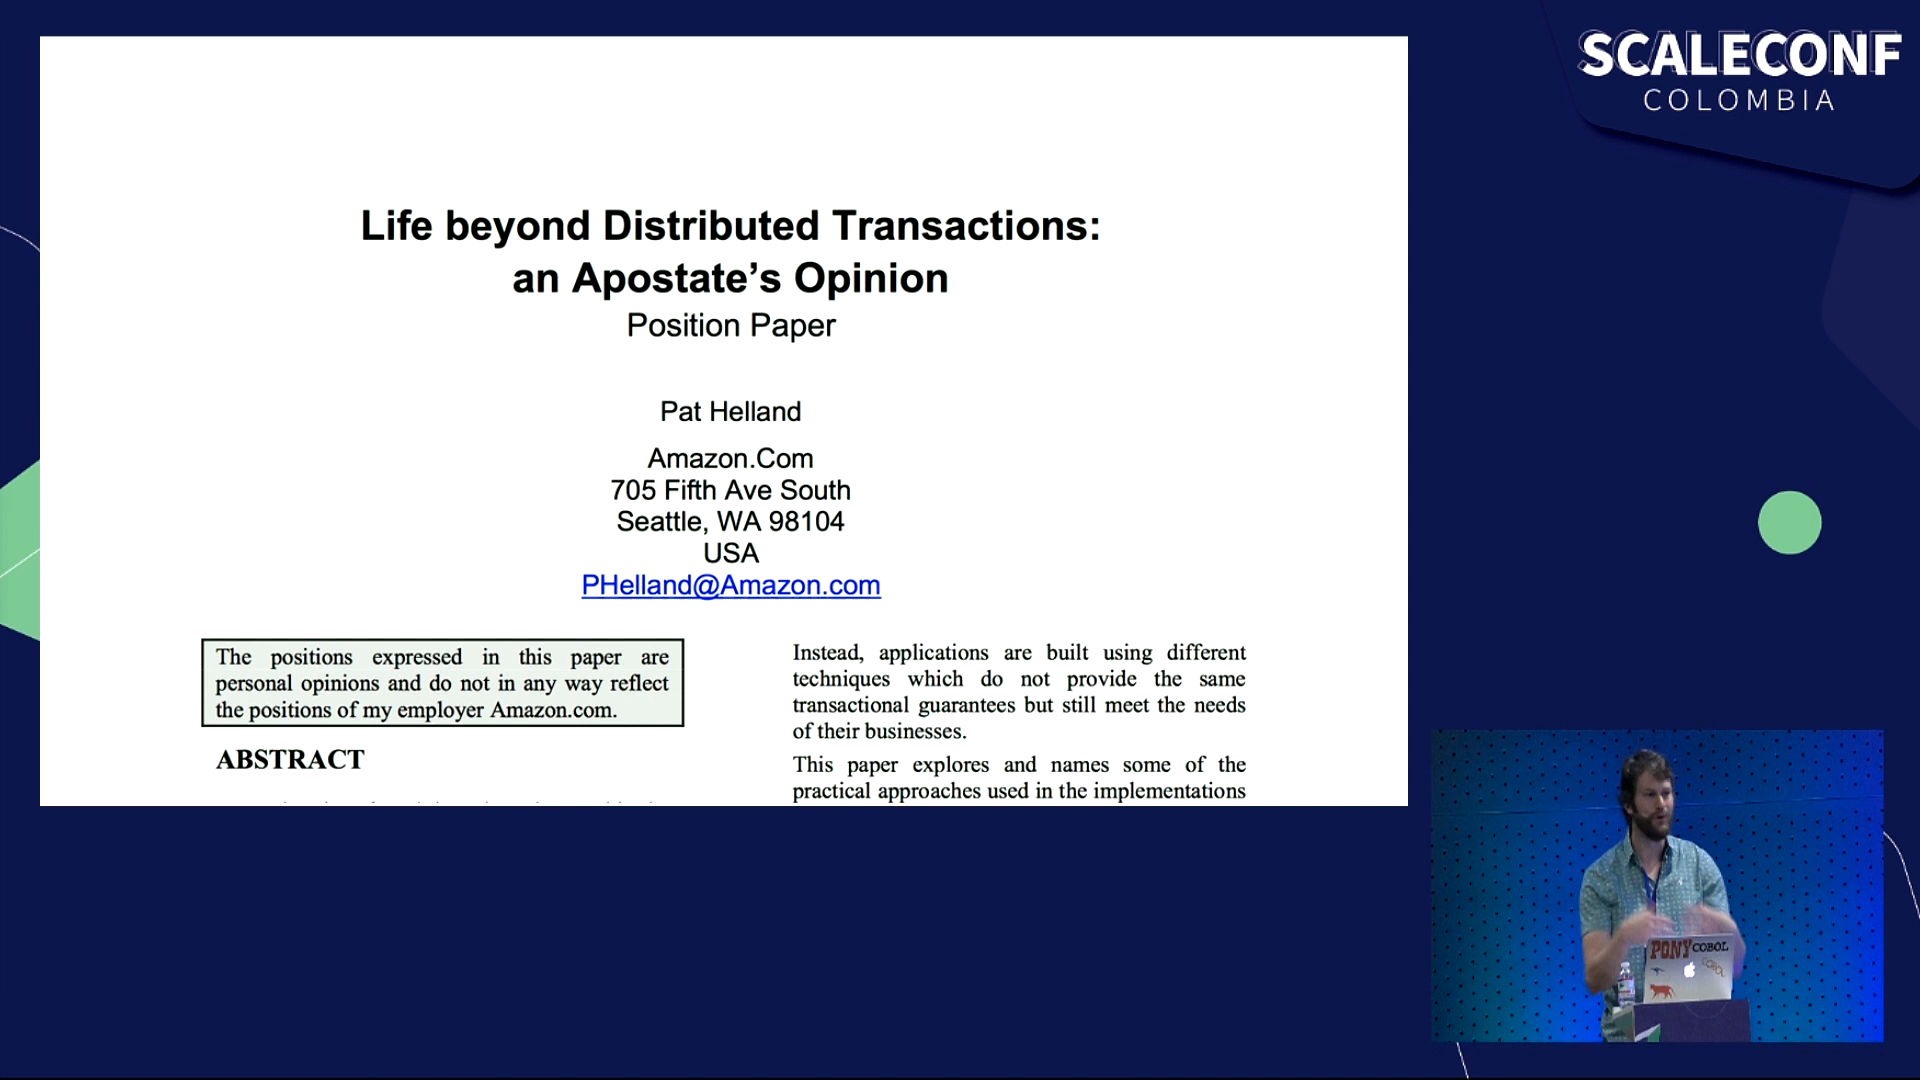 SCALECONF
COLOMBIA
Life beyond Distributed Transactions:
an Apostate’s Opinion
Position Paper
Pat Helland
Amazon.Com
705 Fifth Ave South
Seattle, WA 98104
USA
PHelland@Amazon.com
The positions expressed in this paper are
personal opinions and do not in any way reflect
the positions of my employer Amazon.com.
ABSTRACT
Instead, applications are built using different
techniques which do not provide the same
transactional guarantees but still meet the needs
of their businesses.
This paper explores and names some of the
practical approaches used in the implementations
PONY COBOL
COBOL